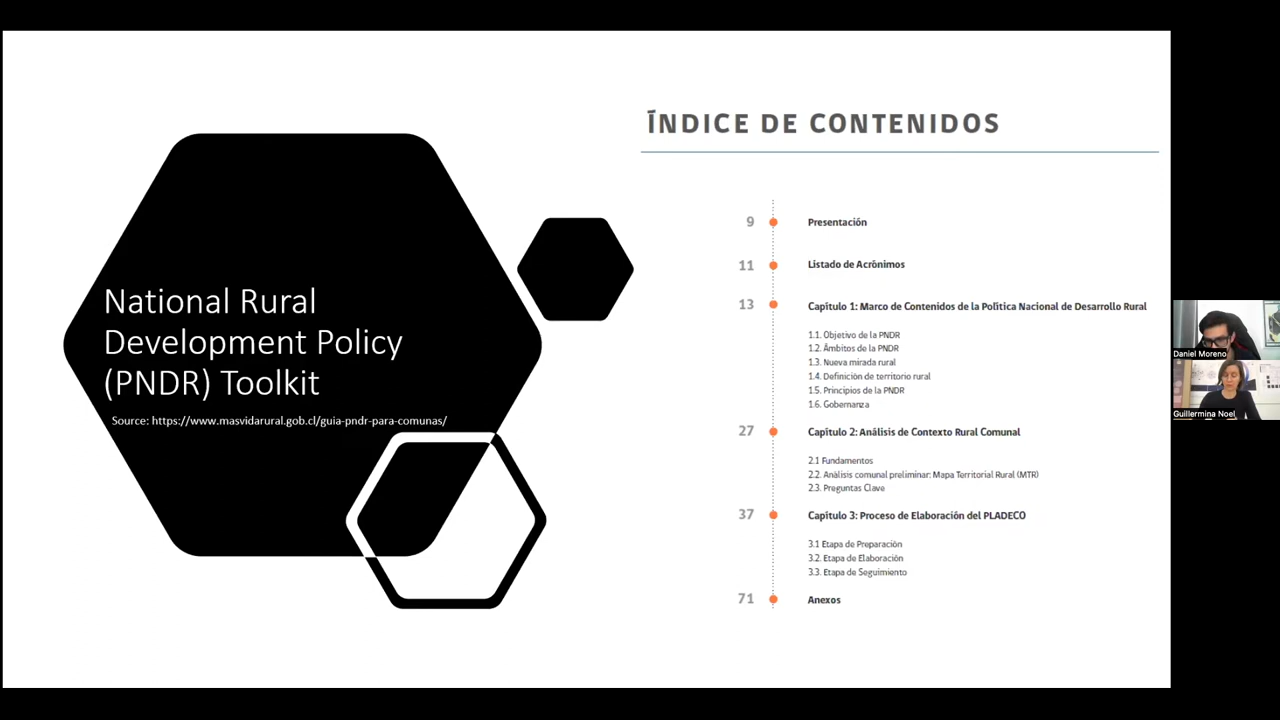 National Rural
Development Policy
(PNDR) Toolkit
Source: https://www.masvidarural.gob.cl/guia-pndr-para-comunas/
ÍNDICE DE CONTENIDOS
9 Presentación
11 Listado de Acrónimos
13 Capítulo 1: Marco de Contenidos de la Política Nacional de Desarrollo Rural
1.1. Objetivo de la PNDR
1.2. Ámbitos de la PNDR
1.3. Nueva mirada rural
1.4. Definición de territorio rural
1.5. Principios de la PNDR
1.6. Gobernanza
27 Capítulo 2: Análisis de Contexto Rural Comunal
2.1 Fundamentos
2.2. Análisis comunal preliminar: Mapa Territorial Rural (MTR)
2.3. Preguntas Clave
37 Capítulo 3: Proceso de Elaboración del PLADECO
3.1 Etapa de Preparación
3.2. Etapa de Elaboración
3.3. Etapa de Seguimiento
71 Anexos
Daniel Moreno
Guillermina Noel